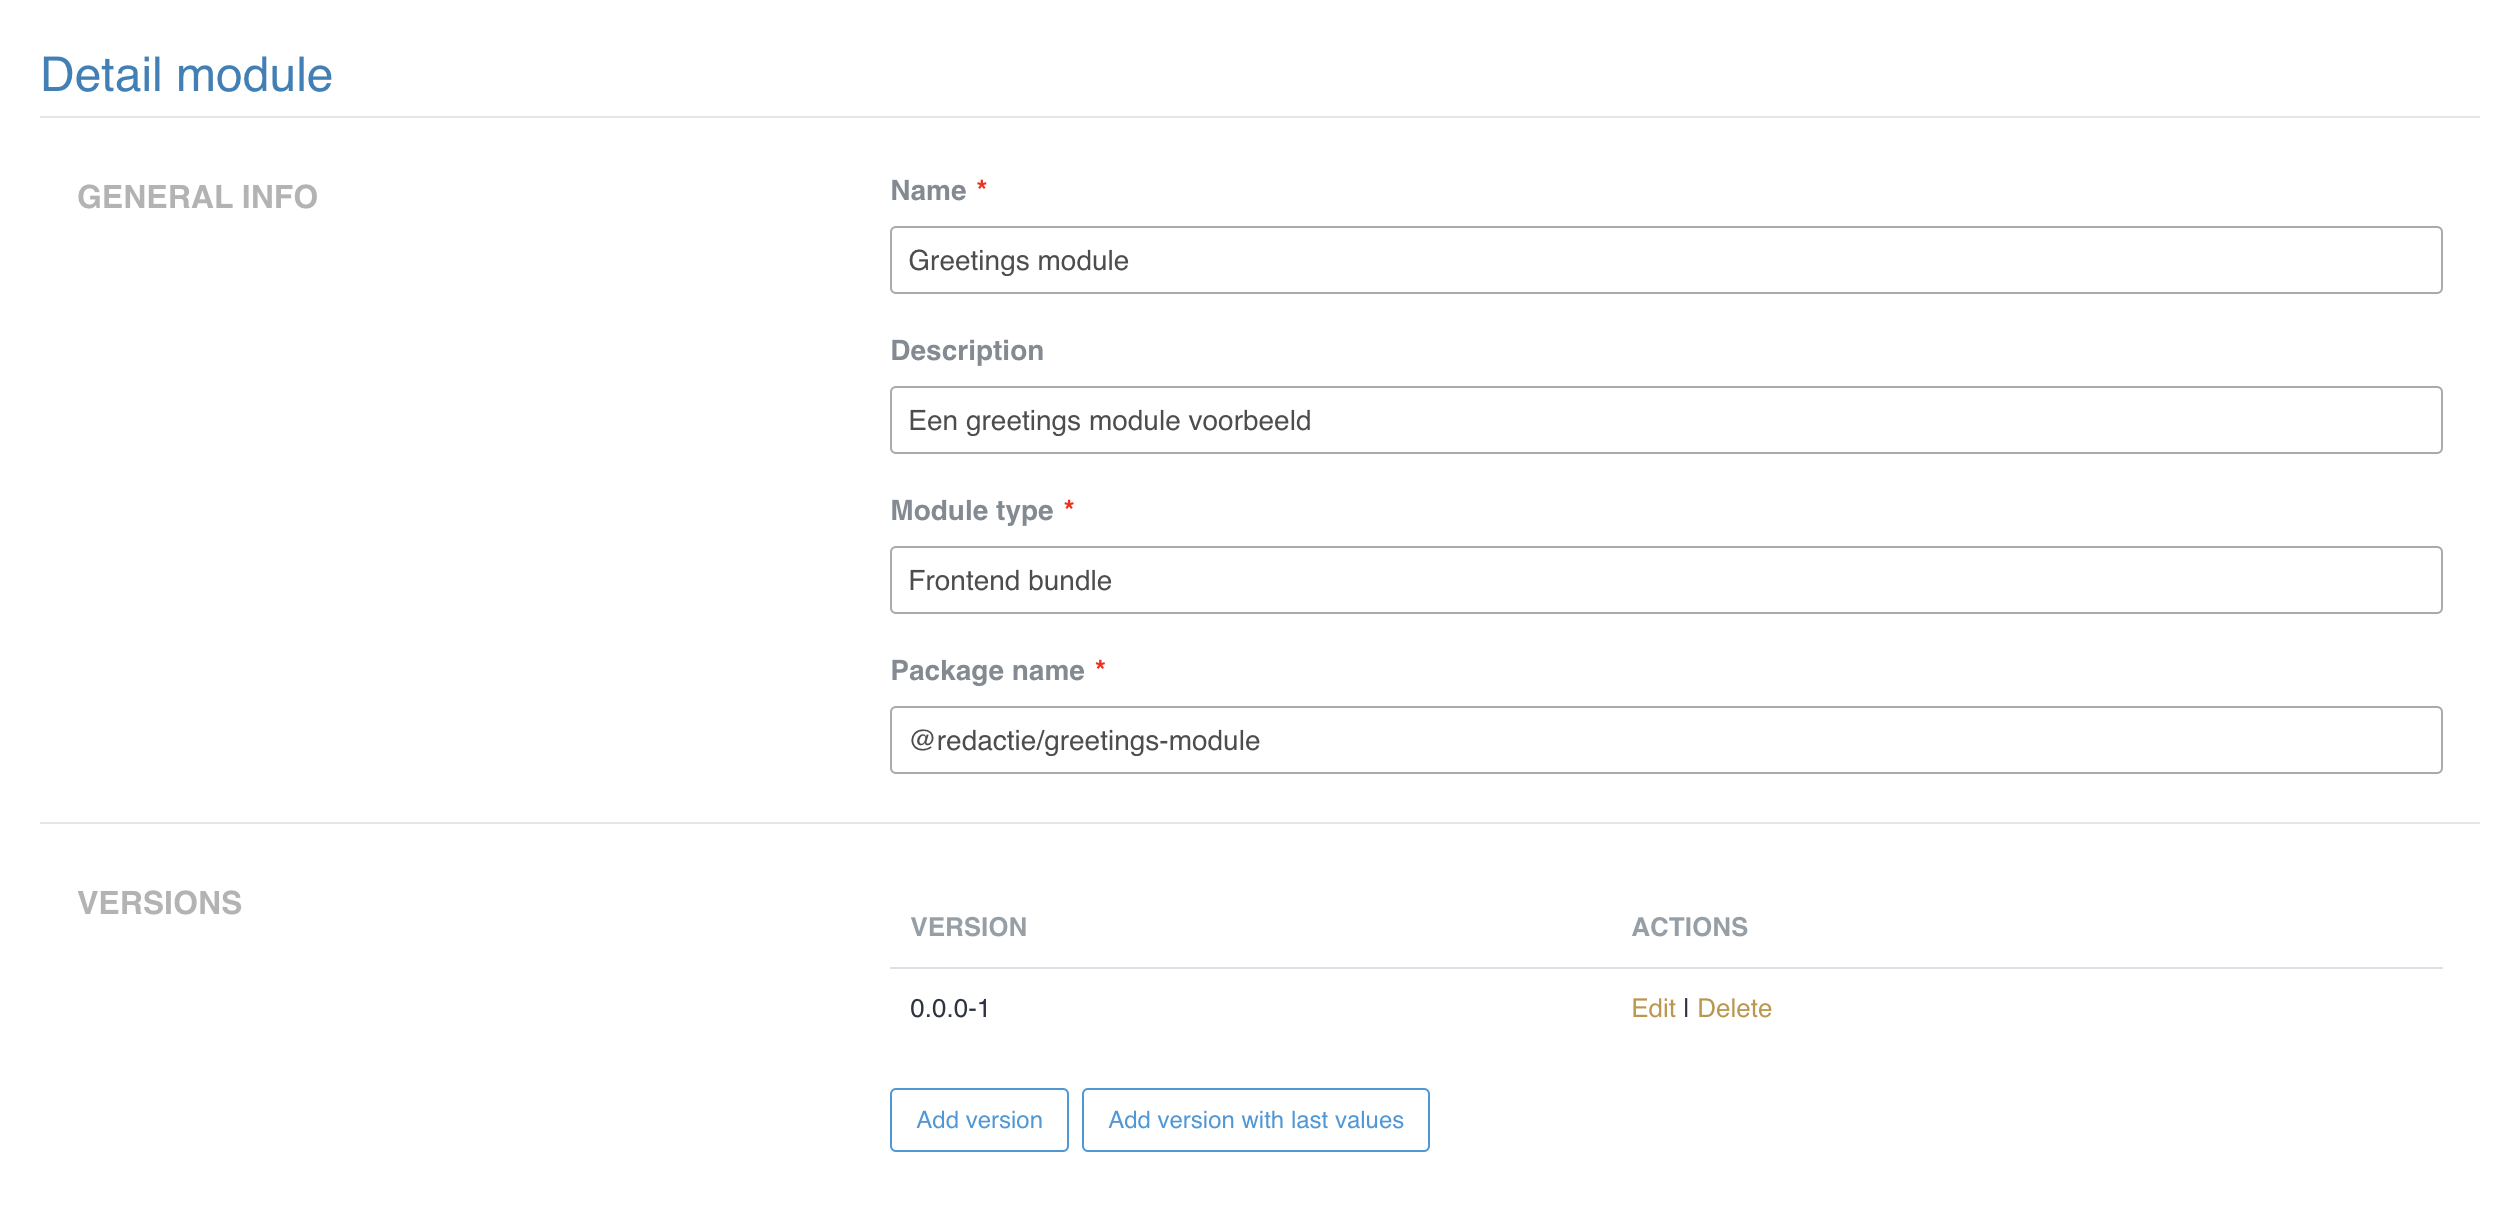 Detail module
GENERAL INFO
Name *
Greetings module
Description
Een greetings module voorbeeld
Module type *
Frontend bundle
Package name *
@redactie/greetings-module
VERSIONS
VERSION ACTIONS
0.0.0-1 Edit | Delete
Add version Add version with last values